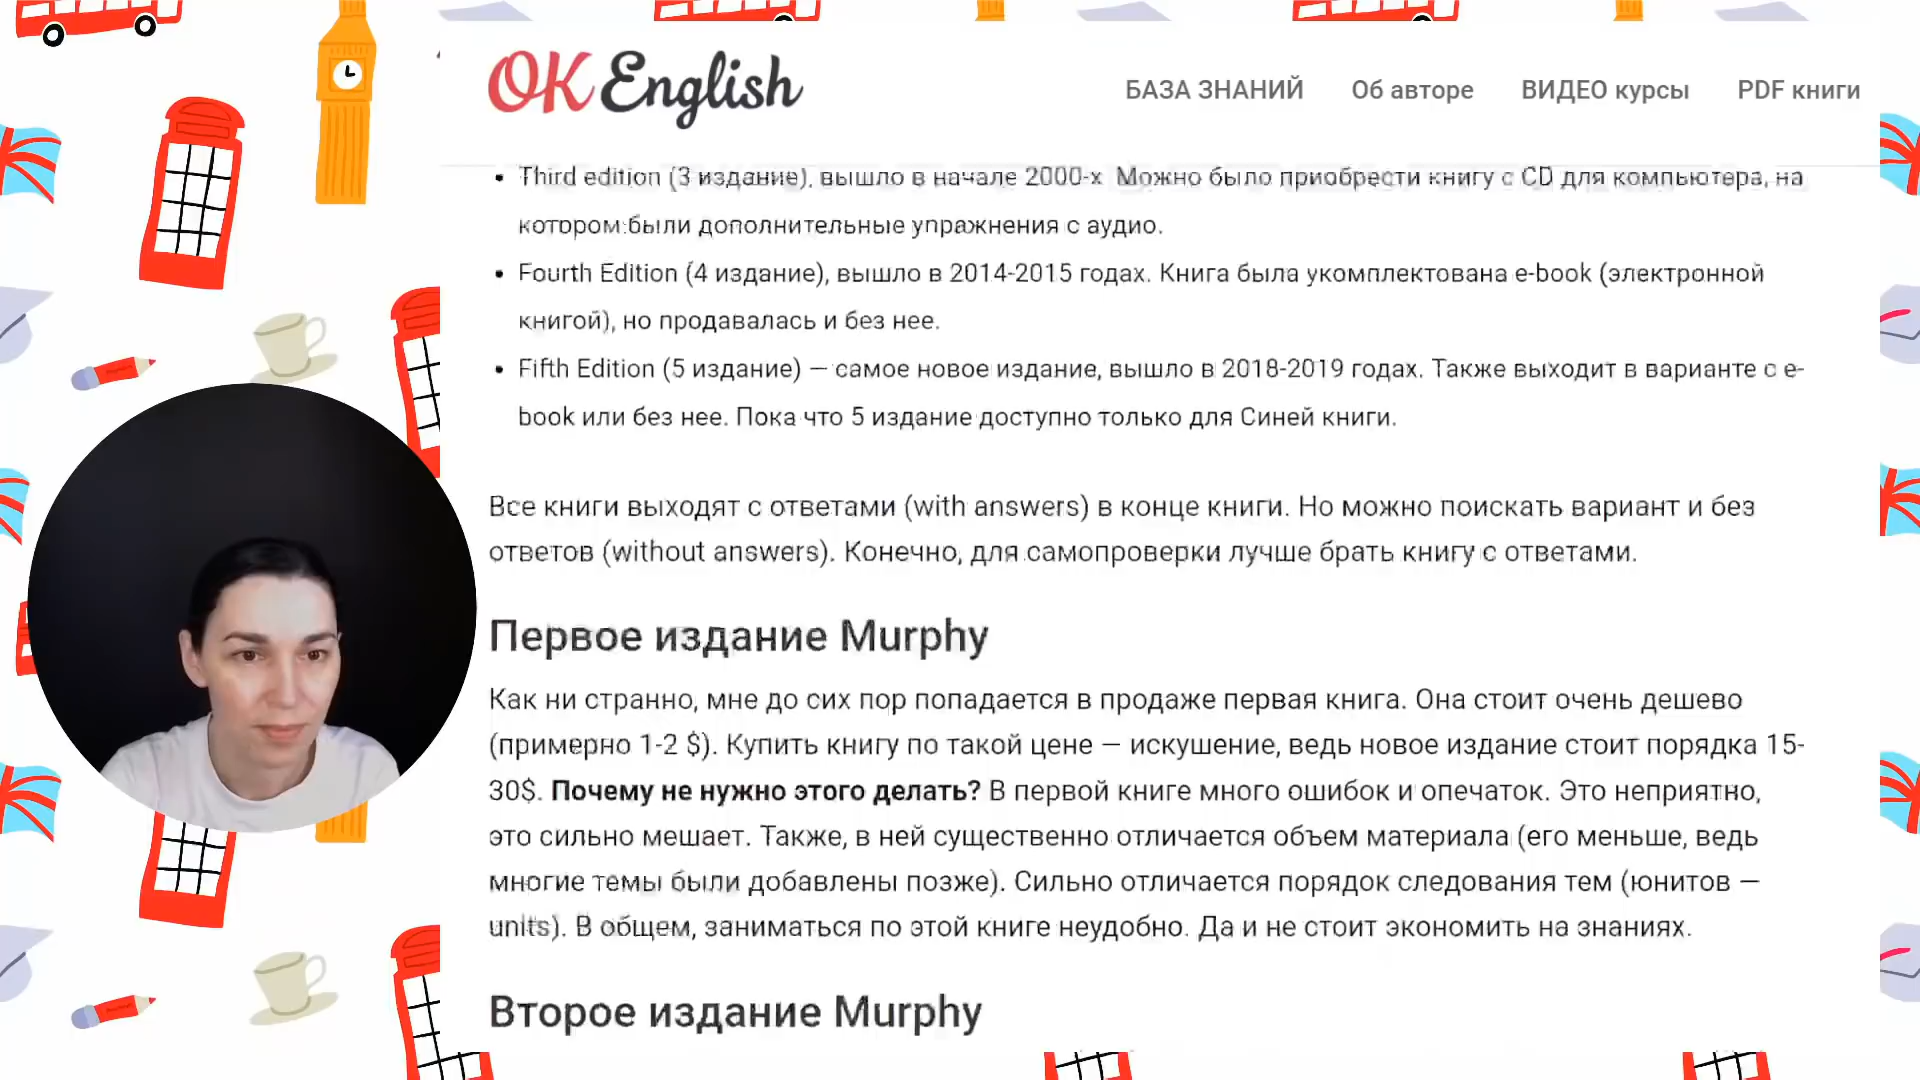 OK English
БАЗА ЗНАНИЙ Об авторе ВИДЕО курсы PDF книги
• Third edition (3 издание), вышло в начале 2000-х Можно было приобрести книгу с CD для компьютера, на
котором были дополнительные упражнения с аудио.
• Fourth Edition (4 издание), вышло в 2014-2015 годах. Книга была укомплектована e-book (электронной
книгой), но продавалась и без нее.
• Fifth Edition (5 издание) — самое новое издание, вышло в 2018-2019 годах. Также выходит в варианте с e-
book или без нее. Пока что 5 издание доступно только для Синей книги.
Все книги выходят с ответами (with answers) в конце книги. Но можно поискать вариант и без
ответов (without answers). Конечно, для самопроверки лучше брать книгу с ответами.
Первое издание Murphy
Как ни странно, мне до сих пор попадается в продаже первая книга. Она стоит очень дешево
(примерно 1-2 $). Купить книгу по такой цене — искушение, ведь новое издание стоит порядка 15-
30$. Почему не нужно этого делать? В первой книге много ошибок и опечаток. Это неприятно,
это сильно мешает. Также, в ней существенно отличается объем материала (его меньше, ведь
многие темы были добавлены позже). Сильно отличается порядок следования тем (юнитов —
units). В общем, заниматься по этой книге неудобно. Да и не стоит экономить на знаниях.
Второе издание Murphy